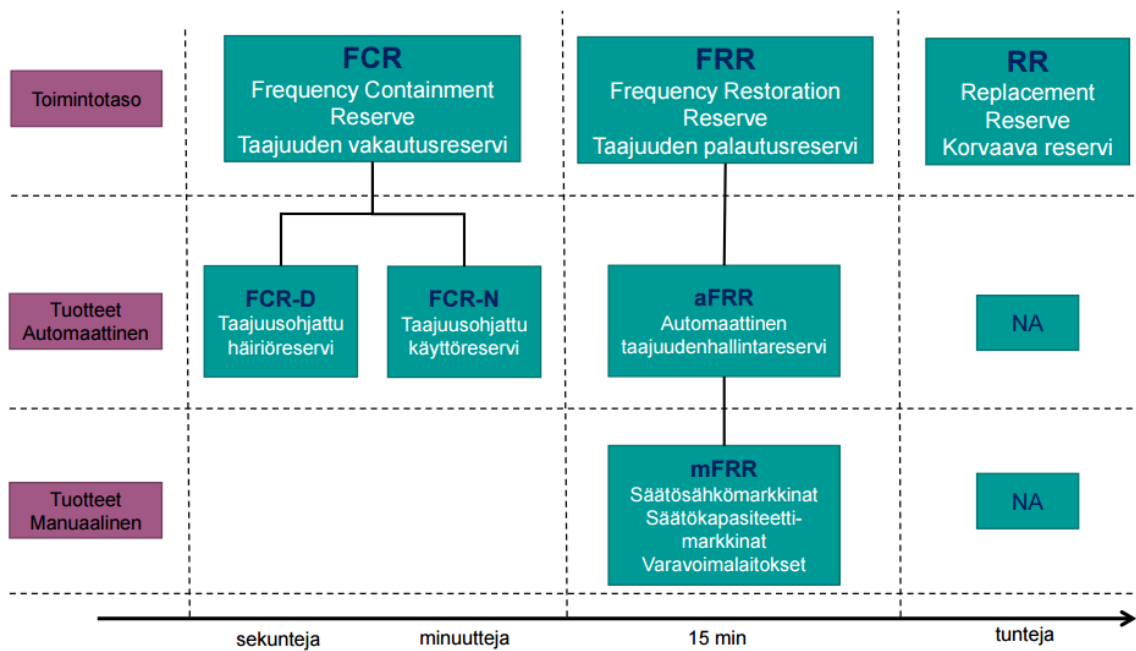 Toimintotaso
FCR
Frequency Containment
Reserve
Taajuuden vakautusreservi
FRR
Frequency Restoration
Reserve
Taajuuden palautusreservi
RR
Replacement
Reserve
Korvaava reservi
Tuotteet
Automaattinen
FCR-D
Taajuusohjattu
häiriöreservi
FCR-N
Taajuusohjattu
käyttöreservi
aFRR
Automaattinen
taajuudenhallintareservi
NA
Tuotteet
Manuaalinen
mFRR
Säätösähkömarkkinat
Säätökapasiteetti-
markkinat
Varavoimalaitokset
NA
sekunteja
minuutteja
15 min
tunteja